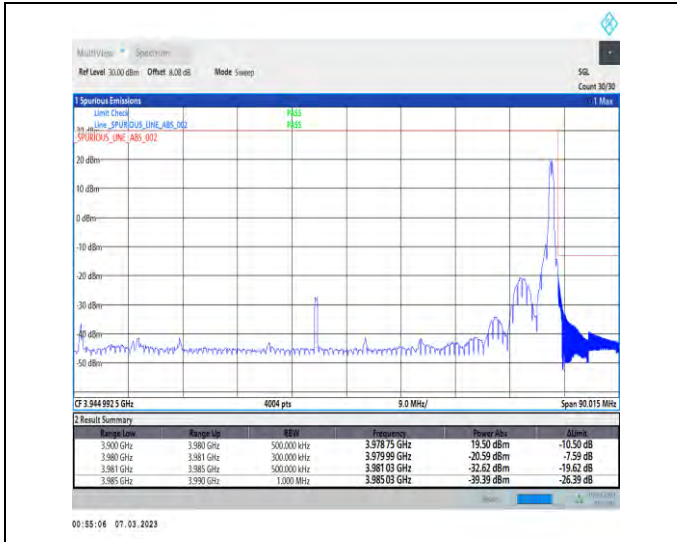 MultiView Spectrum
Ref Level 30.00 dBm Offset 8.08 dB Mode Sweep SGL
Count 30/30
1 Spurious Emissions 1 Max
Limit Check PASS
Line _SPURIOUS_LINE_ABS_002 PASS
_SPURIOUS_LINE_ABS_002
20 dBm
10 dBm
0 dBm
-10 dBm
-20 dBm
-30 dBm
-40 dBm
-50 dBm
CF 3.944 992 5 GHz 4004 pts 9.0 MHz/ Span 90.015 MHz
2 Result Summary
Range Low Range Up RBW Frequency Power Abs ΔLimit
3.900 GHz 3.980 GHz 500.000 kHz 3.978 75 GHz 19.50 dBm -10.50 dB
3.980 GHz 3.981 GHz 300.000 kHz 3.979 99 GHz -20.59 dBm -7.59 dB
3.981 GHz 3.985 GHz 500.000 kHz 3.981 03 GHz -32.62 dBm -19.62 dB
3.985 GHz 3.990 GHz 1.000 MHz 3.985 03 GHz -39.39 dBm -26.39 dB
00:55:06 07.03.2023